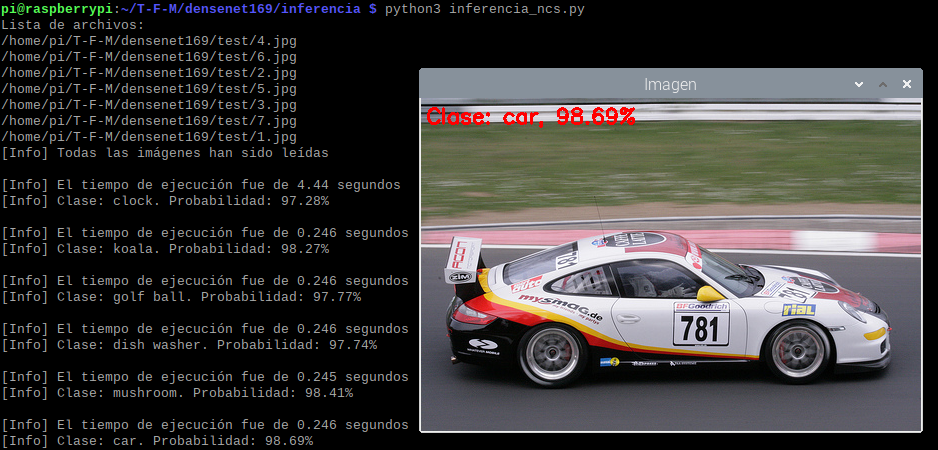 pi@raspberrypi:~/T-F-M/densenet169/inferencia $ python3 inferencia_ncs.py
Lista de archivos:
/home/pi/T-F-M/densenet169/test/4.jpg
/home/pi/T-F-M/densenet169/test/6.jpg
/home/pi/T-F-M/densenet169/test/2.jpg
/home/pi/T-F-M/densenet169/test/5.jpg
/home/pi/T-F-M/densenet169/test/3.jpg
/home/pi/T-F-M/densenet169/test/7.jpg
/home/pi/T-F-M/densenet169/test/1.jpg
[Info] Todas las imágenes han sido leídas
[Info] El tiempo de ejecución fue de 4.44 segundos
[Info] Clase: clock. Probabilidad: 97.28%
[Info] El tiempo de ejecución fue de 0.246 segundos
[Info] Clase: koala. Probabilidad: 98.27%
[Info] El tiempo de ejecución fue de 0.246 segundos
[Info] Clase: golf ball. Probabilidad: 97.77%
[Info] El tiempo de ejecución fue de 0.246 segundos
[Info] Clase: dish washer. Probabilidad: 97.74%
[Info] El tiempo de ejecución fue de 0.245 segundos
[Info] Clase: mushroom. Probabilidad: 98.41%
[Info] El tiempo de ejecución fue de 0.246 segundos
[Info] Clase: car. Probabilidad: 98.69%
Imagen
Clase: car, 98.69%
781
mysmag.de
BFGoodrich
781
rial